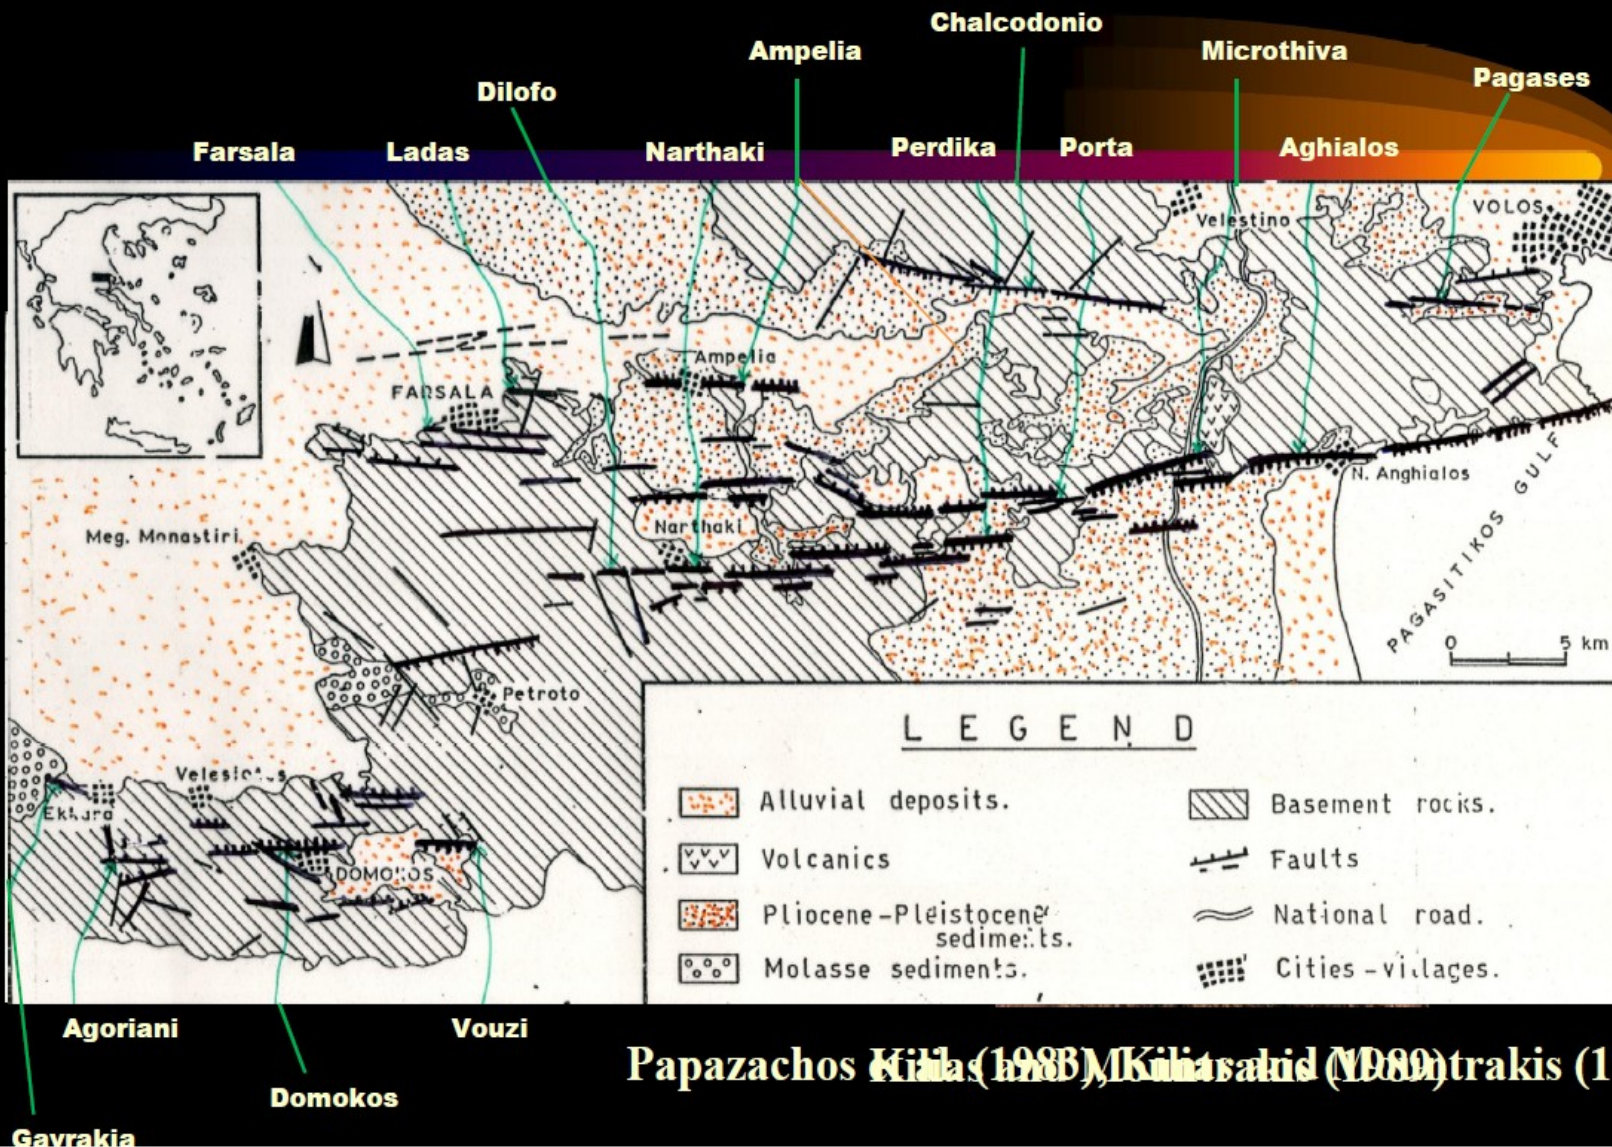 Chalcodonio
Ampelia
Microthiva
Pagases
Dilofo
Farsala
Ladas
Narthaki
Perdika
Porta
Aghialos
VOLOS
Velestino
Ampelia
FARSALA
N. Anghialos
Narthaki
Meg. Monastiri
PAGASITIKOS GULF
0 5 km
Petroto
LEGEND
Ekkara
DOMOKOS
Alluvial deposits.
Basement rocks.
Volcanics
Faults
Pliocene-Pleistocene
sediments.
National road.
Molasse sediments.
Cities-villages.
Agoriani
Vouzi
Domokos
Gavrakia
Papazachos